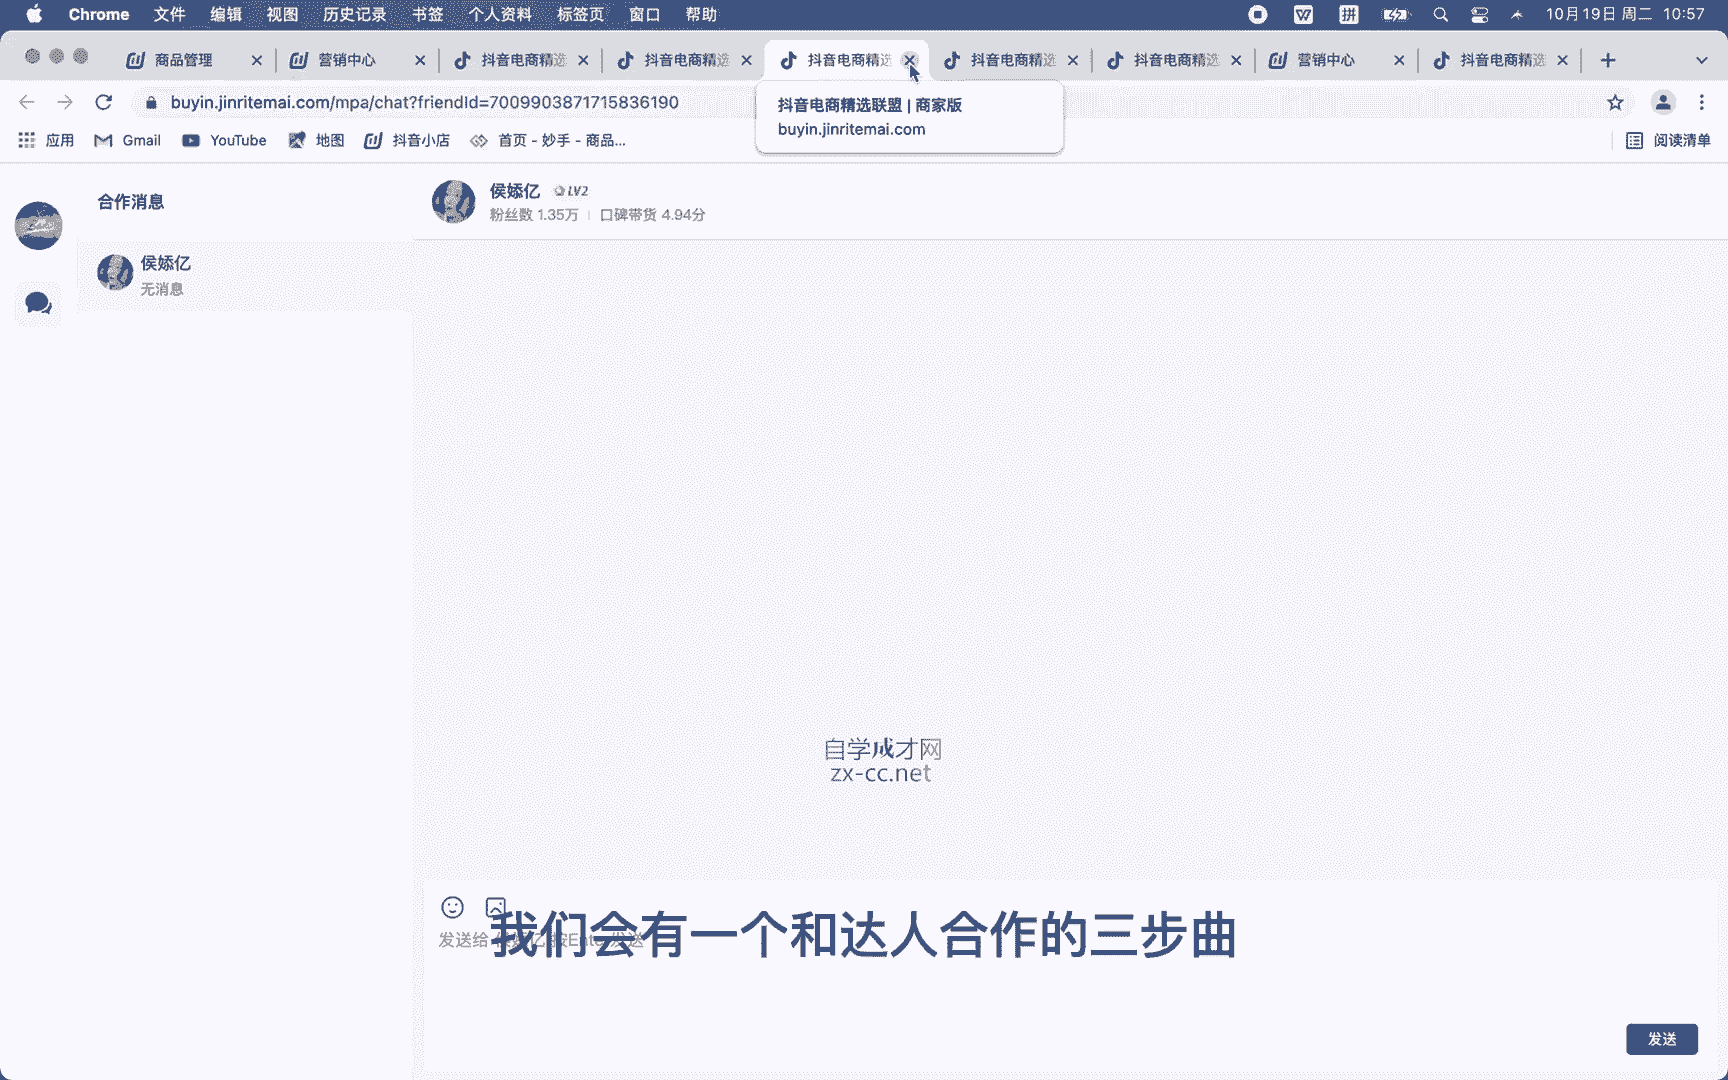 Chrome 文件 编辑 视图 历史记录 书签 个人资料 标签页 窗口 帮助 拼 10月19日 周二 10:57
商品管理 营销中心 抖音电商精选 抖音电商精选 抖音电商精选 抖音电商精选 抖音电商精选 营销中心 抖音电商精选
buyin.jinritemai.com/mpa/chat?friendId=7009903871715836190
抖音电商精选联盟 | 商家版
buyin.jinritemai.com
应用 Gmail YouTube 地图 抖音小店 首页 - 妙手 - 商品... 阅读清单
合作消息
侯婖亿
无消息
侯婖亿 LV2
粉丝数 1.35万 | 口碑带货 4.94分
自学成才网
zx-cc.net
发送给
我们会有一个和达人合作的三步曲
发送